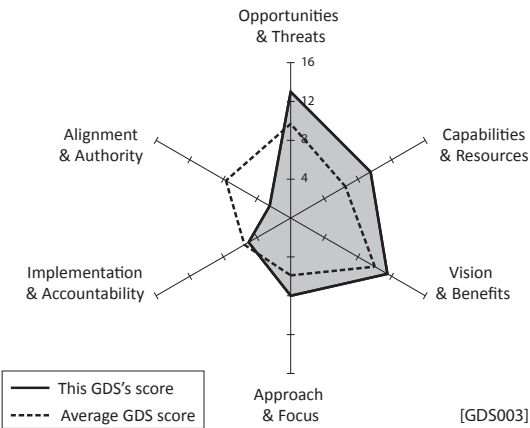 Opportunities
& Threats
16
12
8
4
Alignment
& Authority
Capabilities
& Resources
Implementation
& Accountability
Vision
& Benefits
This GDS's score
Average GDS score
Approach
& Focus
[GDS003]